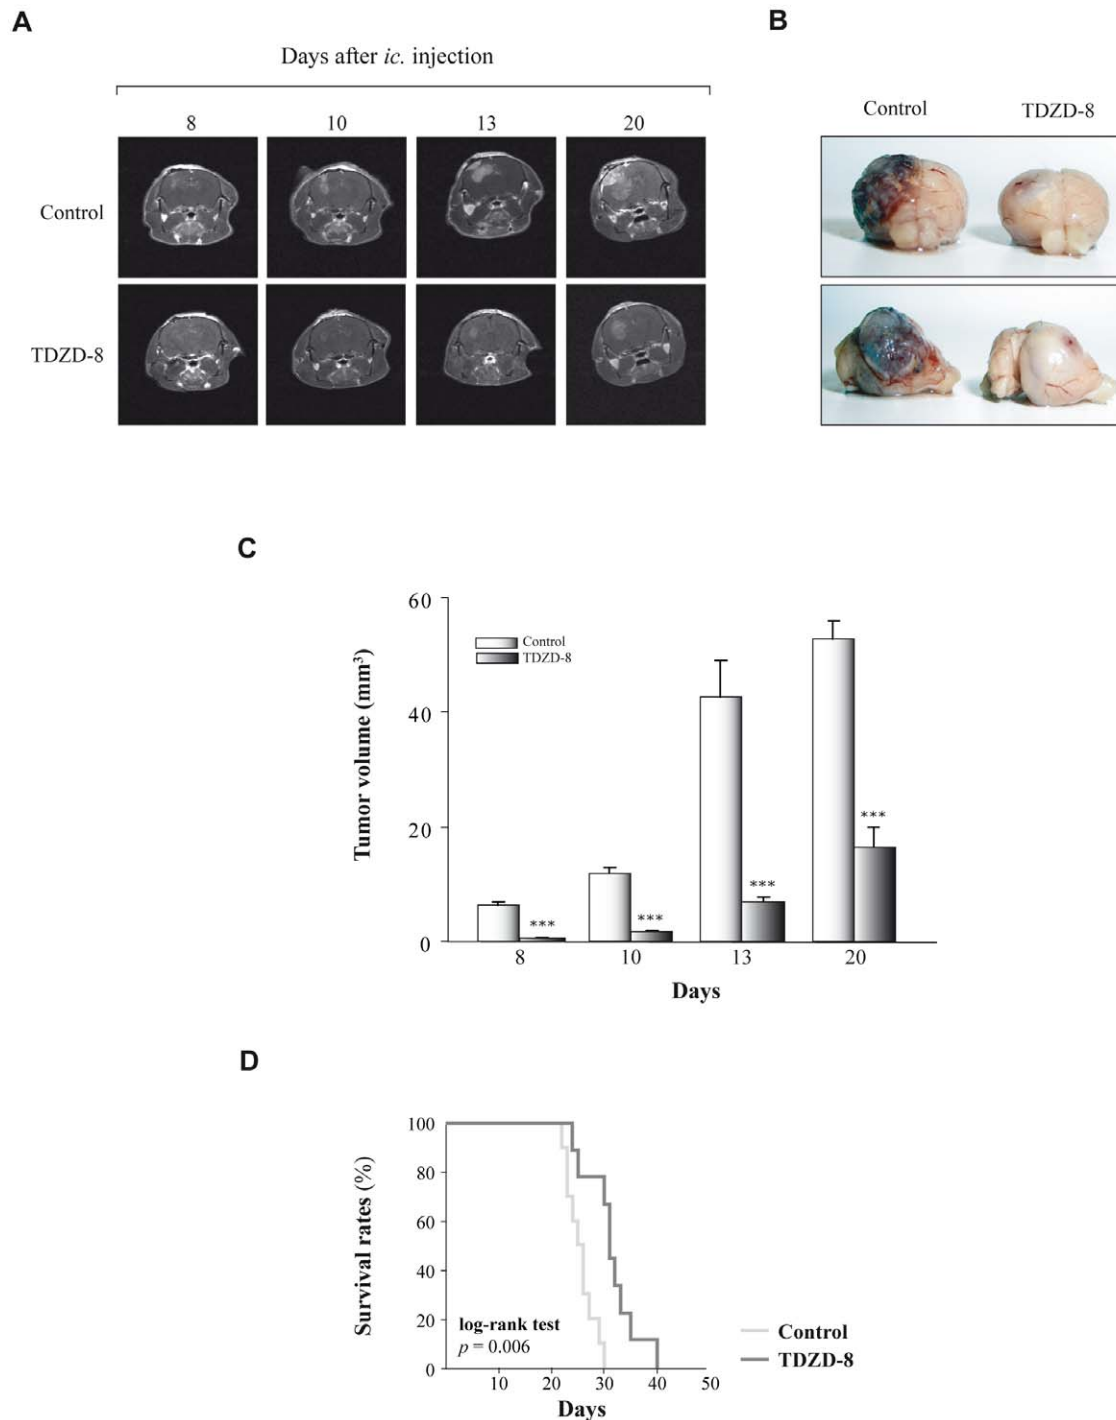 A
Days after ic. injection
8 10 13 20
Control
TDZD-8
B
Control TDZD-8
C
Tumor volume (mm³)
60
40
20
0
Control
TDZD-8
***
***
***
***
8 10 13 20
Days
D
Survival rates (%)
100
80
60
40
20
0
log-rank test
p = 0.006
10 20 30 40 50
Days
Control
TDZD-8